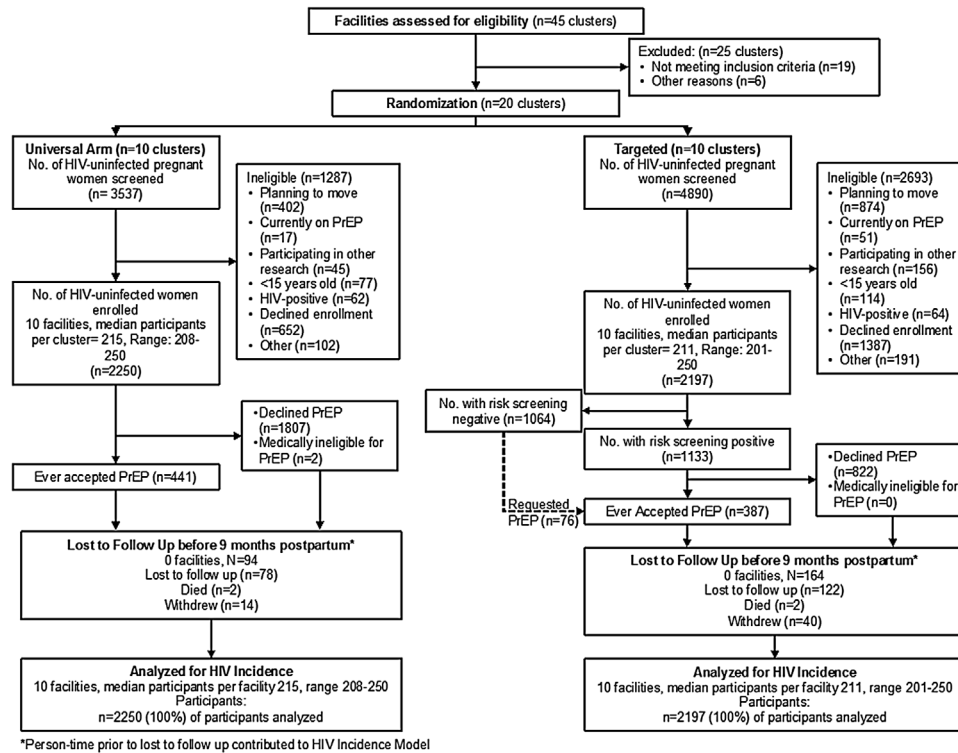 Facilities assessed for eligibility (n=45 clusters)
Excluded: (n=25 clusters)
• Not meeting inclusion criteria (n=19)
• Other reasons (n=6)
Randomization (n=20 clusters)
Universal Arm (n=10 clusters)
No. of HIV-uninfected pregnant
women screened
(n= 3537)
Ineligible (n=1287)
• Planning to move
(n=402)
• Currently on PrEP
(n=17)
• Participating in other
research (n=45)
• <15 years old (n=77)
• HIV-positive (n=62)
• Declined enrollment
(n=652)
• Other (n=102)
No. of HIV-uninfected women
enrolled
10 facilities, median participants
per cluster= 215, Range: 208-
250
(n=2250)
•Declined PrEP
(n=1807)
•Medically ineligible for
PrEP (n=2)
Ever accepted PrEP (n=441)
Lost to Follow Up before 9 months postpartum*
0 facilities, N=94
Lost to follow up (n=78)
Died (n=2)
Withdrew (n=14)
Analyzed for HIV Incidence
10 facilities, median participants per facility 215, range 208-250
Participants:
n=2250 (100%) of participants analyzed
Targeted (n=10 clusters)
No. of HIV-uninfected pregnant
women screened
(n=4890)
Ineligible (n=2693)
• Planning to move
(n=874)
• Currently on PrEP
(n=51)
• Participating in other
research (n=156)
• <15 years old
(n=114)
• HIV-positive (n=64)
• Declined enrollment
(n=1387)
• Other (n=191)
No. of HIV-uninfected women
enrolled
10 facilities, median participants
per cluster= 211, Range: 201-
250
(n=2197)
No. with risk screening
negative (n=1064)
No. with risk screening positive
(n=1133)
•Declined PrEP
(n=822)
•Medically ineligible for
PrEP (n=0)
Requested
PrEP (n=76)
Ever Accepted PrEP (n=387)
Lost to Follow Up before 9 months postpartum*
0 facilities, N=164
Lost to follow up (n=122)
Died (n=2)
Withdrew (n=40)
Analyzed for HIV Incidence
10 facilities, median participants per facility 211, range 201-250
Participants:
n=2197 (100%) of participants analyzed
*Person-time prior to lost to follow up contributed to HIV Incidence Model